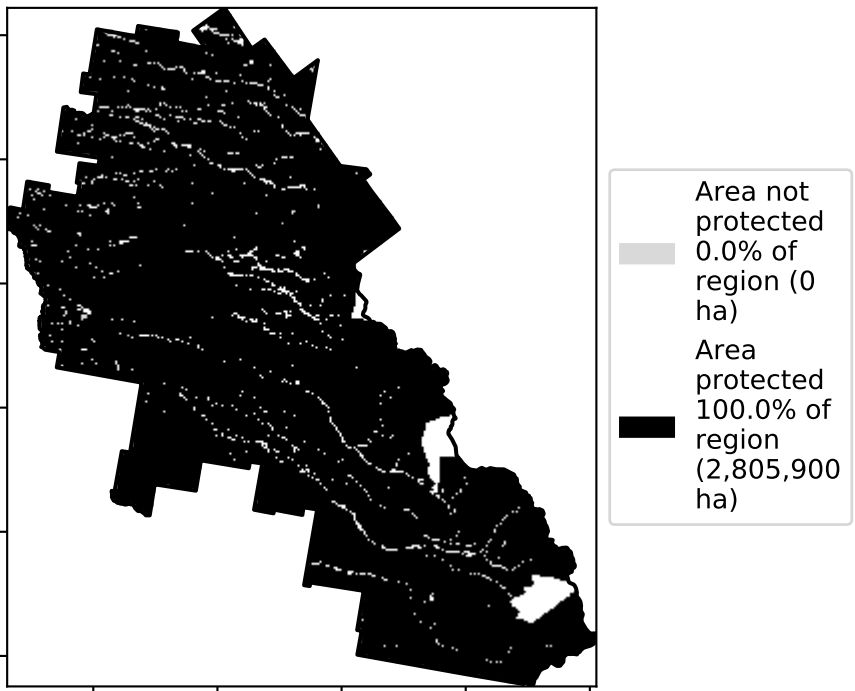 Area not
protected
0.0% of
region (0
ha)
Area
protected
100.0% of
region
(2,805,900
ha)